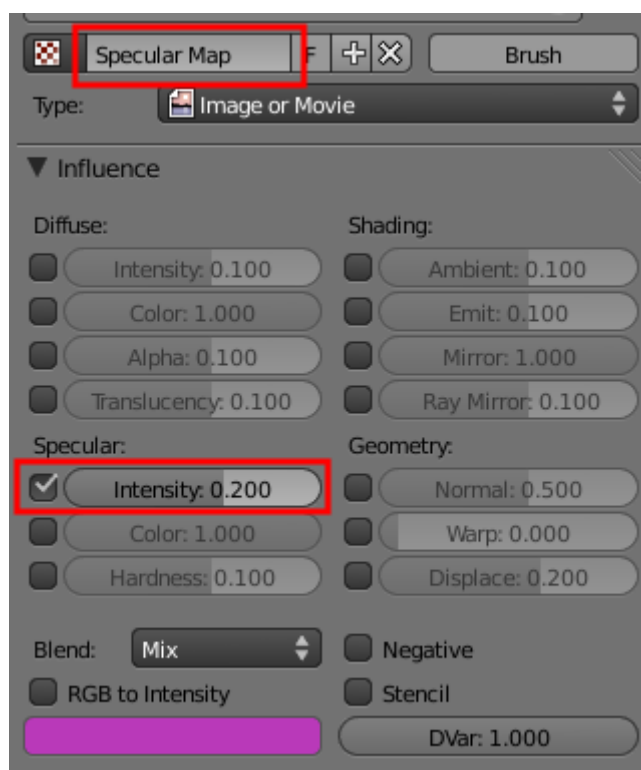 Specular Map F Brush
Type: Image or Movie
Influence
Diffuse: Shading:
Intensity: 0.100 Ambient: 0.100
Color: 1.000 Emit: 0.100
Alpha: 0.100 Mirror: 1.000
Translucency: 0.100 Ray Mirror: 0.100
Specular: Geometry:
Intensity: 0.200 Normal: 0.500
Color: 1.000 Warp: 0.000
Hardness: 0.100 Displace: 0.200
Blend: Mix Negative
RGB to Intensity Stencil
DVar: 1.000